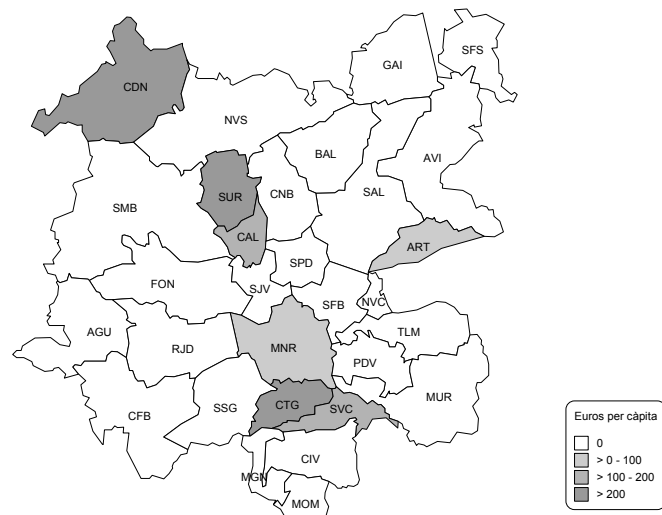 SFS
GAI
CDN
NVS
BAL
AVI
SUR
CNB
SAL
SMB
CAL
ART
SPD
FON
SJV
SFB
NVC
AGU
TLM
RJD
MNR
PDV
MUR
CTG
SVC
SSG
CFB
CIV
MGN
MOM
Euros per càpita
0
> 0 - 100
> 100 - 200
> 200